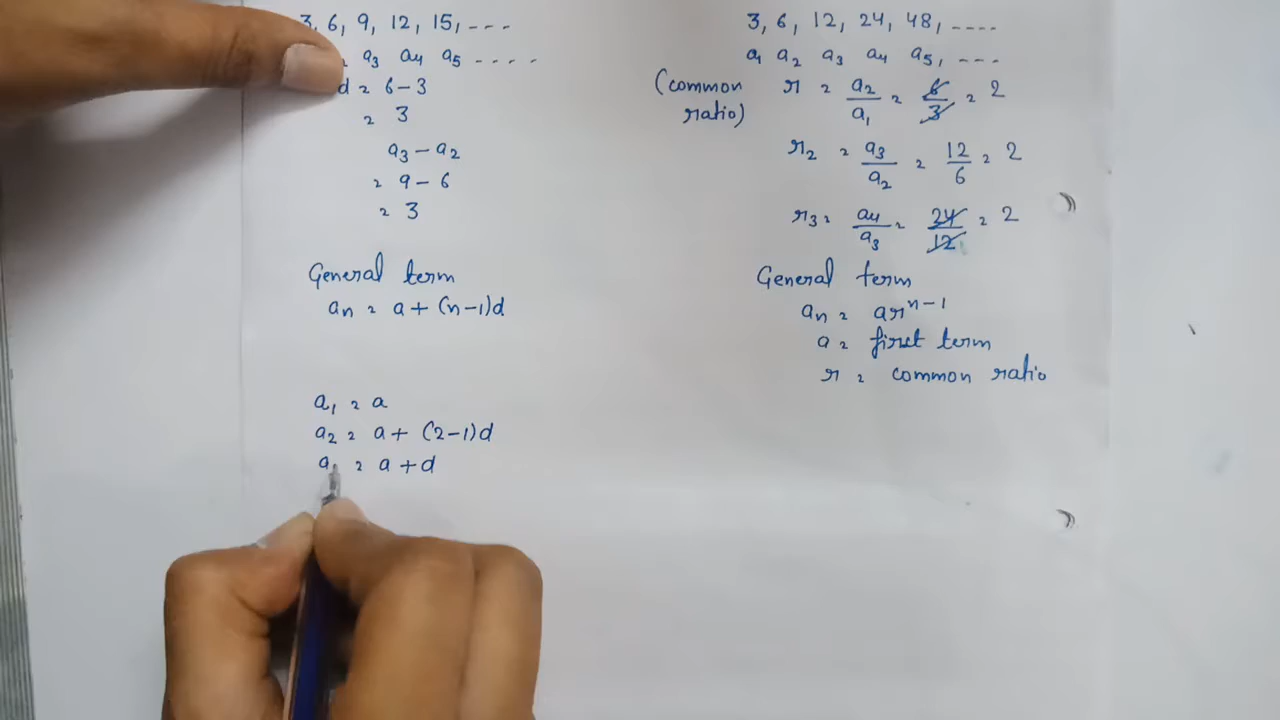 3, 6, 9, 12, 15, ----
a3 a4 a5 ----
d = 6-3
= 3
a3 - a2
= 9 - 6
= 3
General term
an = a + (n-1)d
a1 = a
a2 = a + (2-1)d
a = a + d
3, 6, 12, 24, 48, ----
a1 a2 a3 a4 a5, ---
(common ratio) r = a2/a1 = 6/3 = 2
r2 = a3/a2 = 12/6 = 2
r3 = a4/a3 = 24/12 = 2
General term
an = ar^n-1
a = first term
r = common ratio